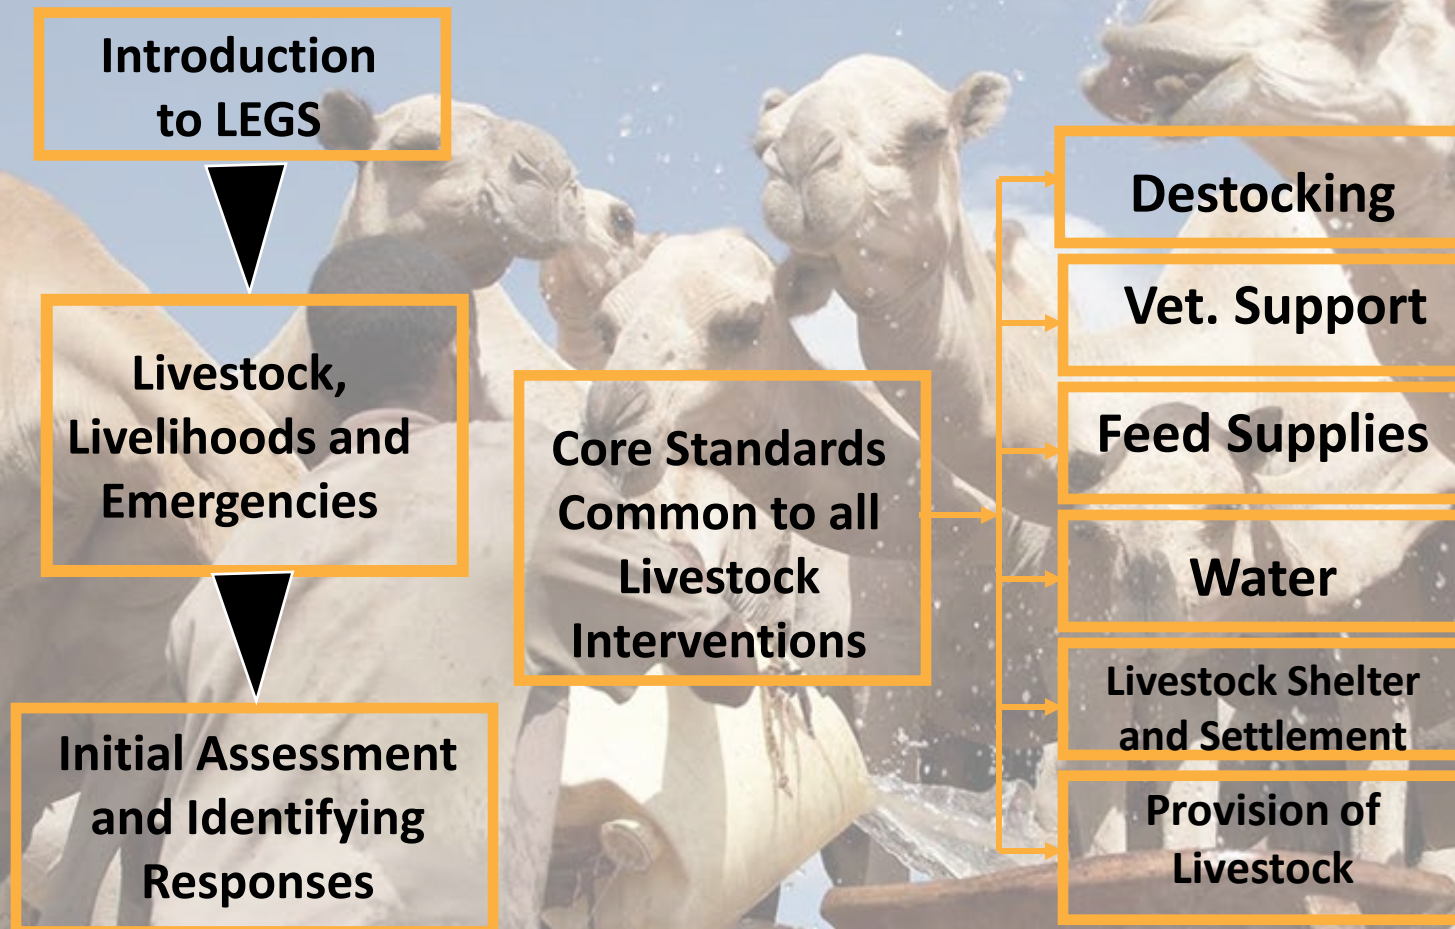 Introduction
to LEGS
Livestock,
Livelihoods and
Emergencies
Initial Assessment
and Identifying
Responses
Core Standards
Common to all
Livestock
Interventions
Destocking
Vet. Support
Feed Supplies
Water
Livestock Shelter
and Settlement
Provision of
Livestock